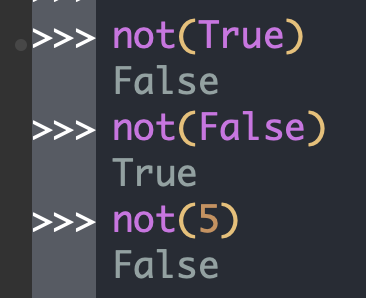 >>> not(True)
False
>>> not(False)
True
>>> not(5)
False